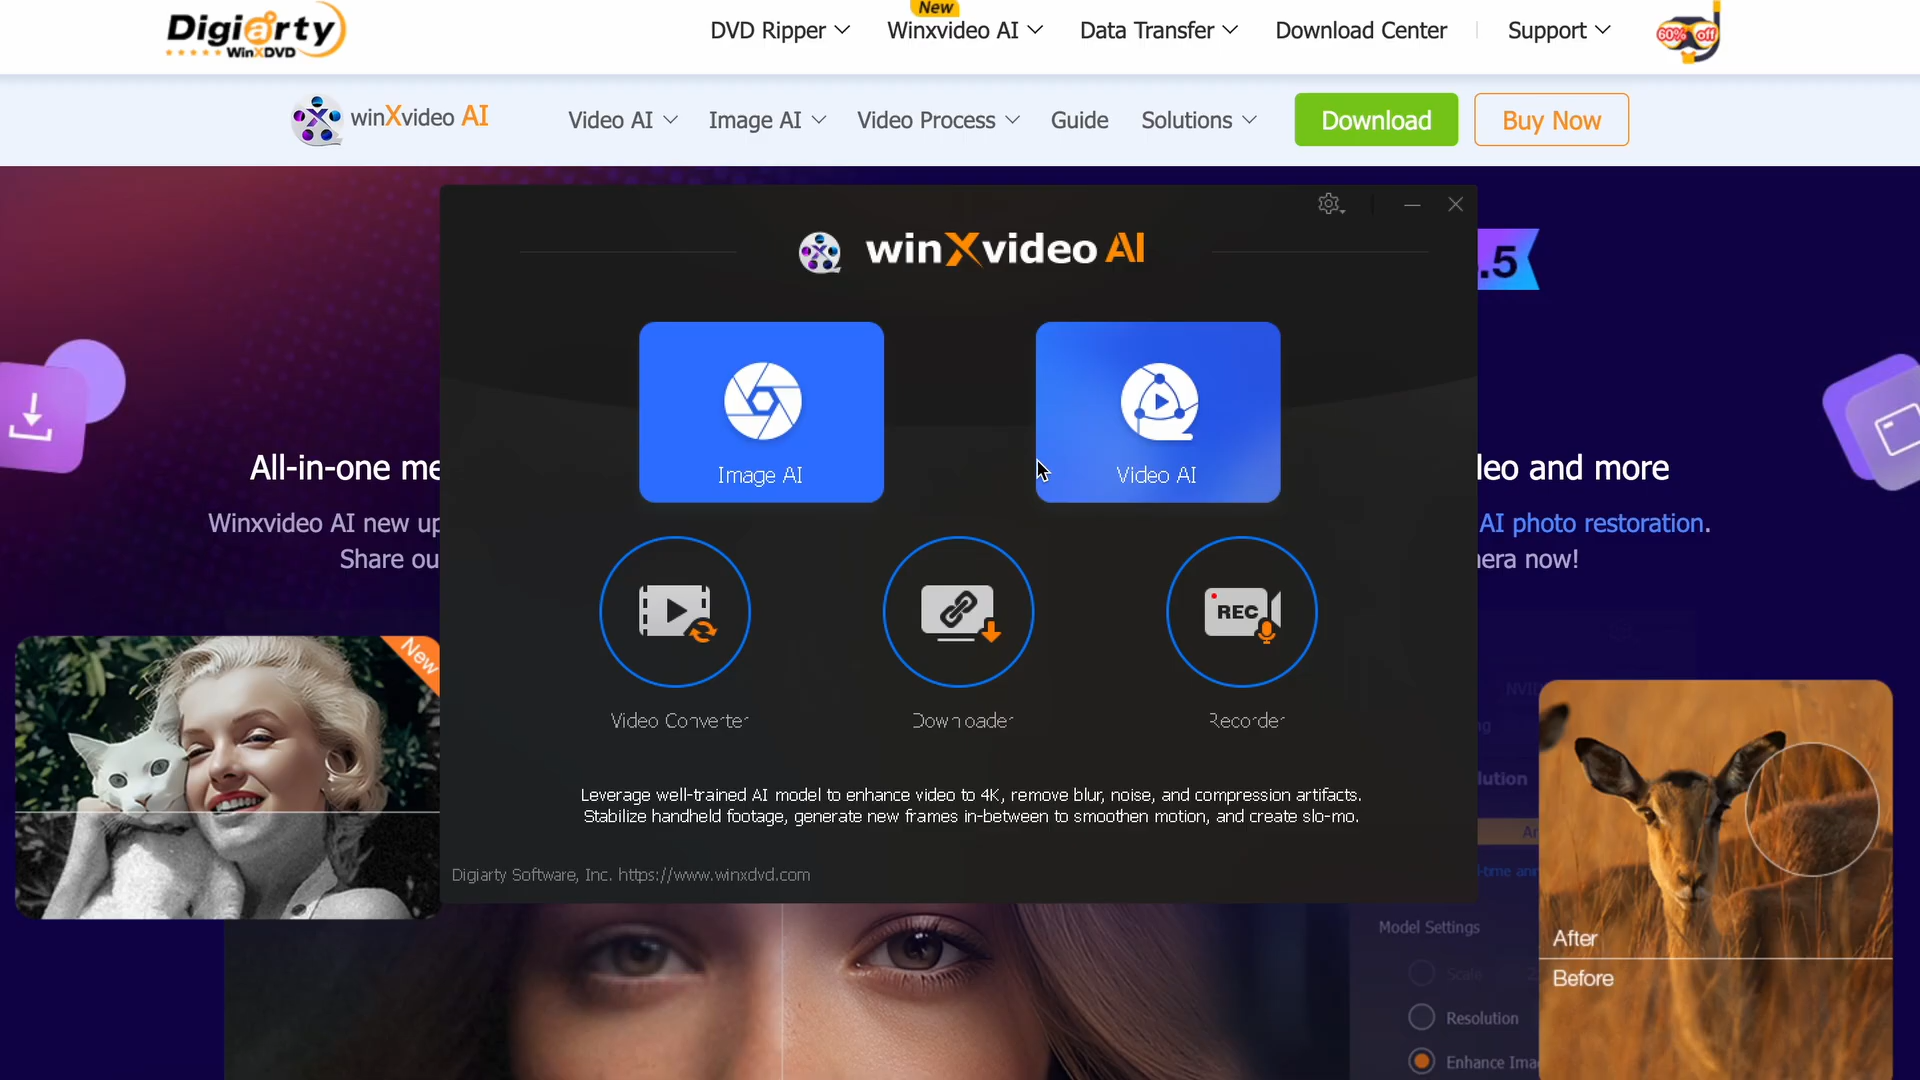 New
Digiarty
WinXDVD
DVD Ripper
Winxvideo AI
Data Transfer
Download Center
Support
60% off
winXvideo AI
Video AI
Image AI
Video Process
Guide
Solutions
Download
Buy Now
winXvideo AI
.5
Image AI
Video AI
All-in-one me
leo and more
Winxvideo AI new up
AI photo restoration.
Share ou
era now!
New
REC
Video Converter
Downloader
Recorder
lution
Leverage well-trained AI model to enhance video to 4K, remove blur, noise, and compression artifacts.
Stabilize handheld footage, generate new frames in-between to smoothen motion, and create slo-mo.
Digiarty Software, Inc. https://www.winxdvd.com
Model Settings
After
Scale
Before
Resolution
Enhance Ima